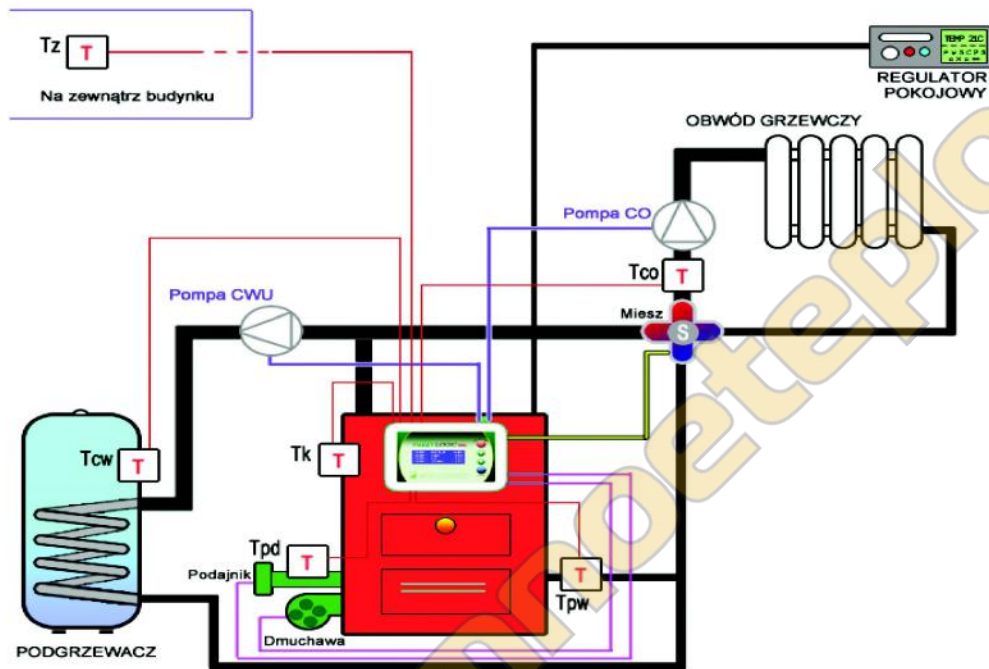 Tz
T
Na zewnątrz budynku
TEMP 21C
REGULATOR
POKOJOWY
OBWÓD GRZEWCZY
Pompa CO
Tco
T
Pompa CWU
Miesz
S
Tcw
T
Tk
T
LOGIC
Tpd
T
Podajnik
Tpw
T
Dmuchawa
PODGRZEWACZ